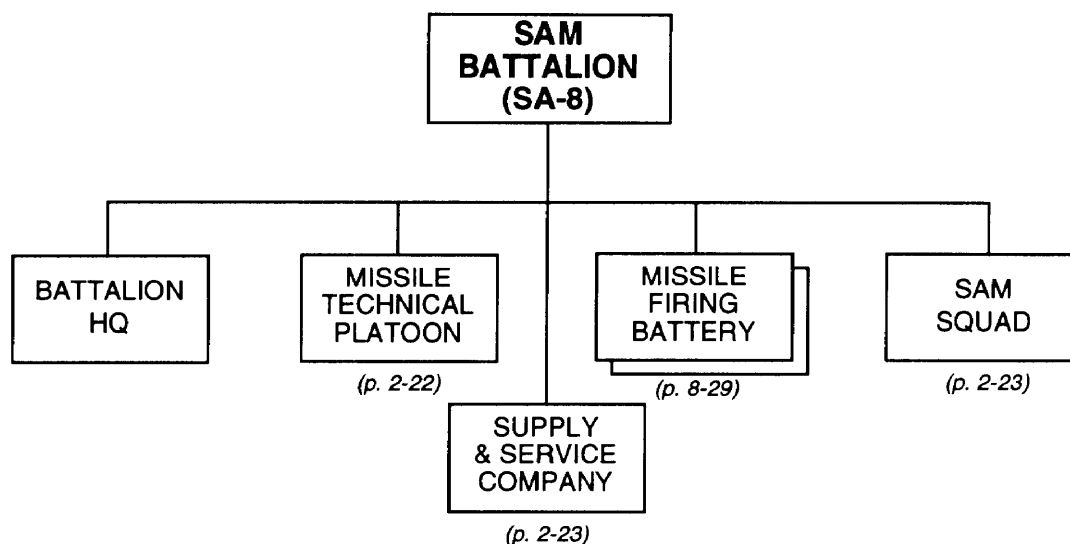 SAM
BATTALION
(SA-8)
BATTALION
HQ
MISSILE
TECHNICAL
PLATOON
(p. 2-22)
MISSILE
FIRING
BATTERY
(p. 8-29)
SAM
SQUAD
(p. 2-23)
SUPPLY
& SERVICE
COMPANY
(p. 2-23)